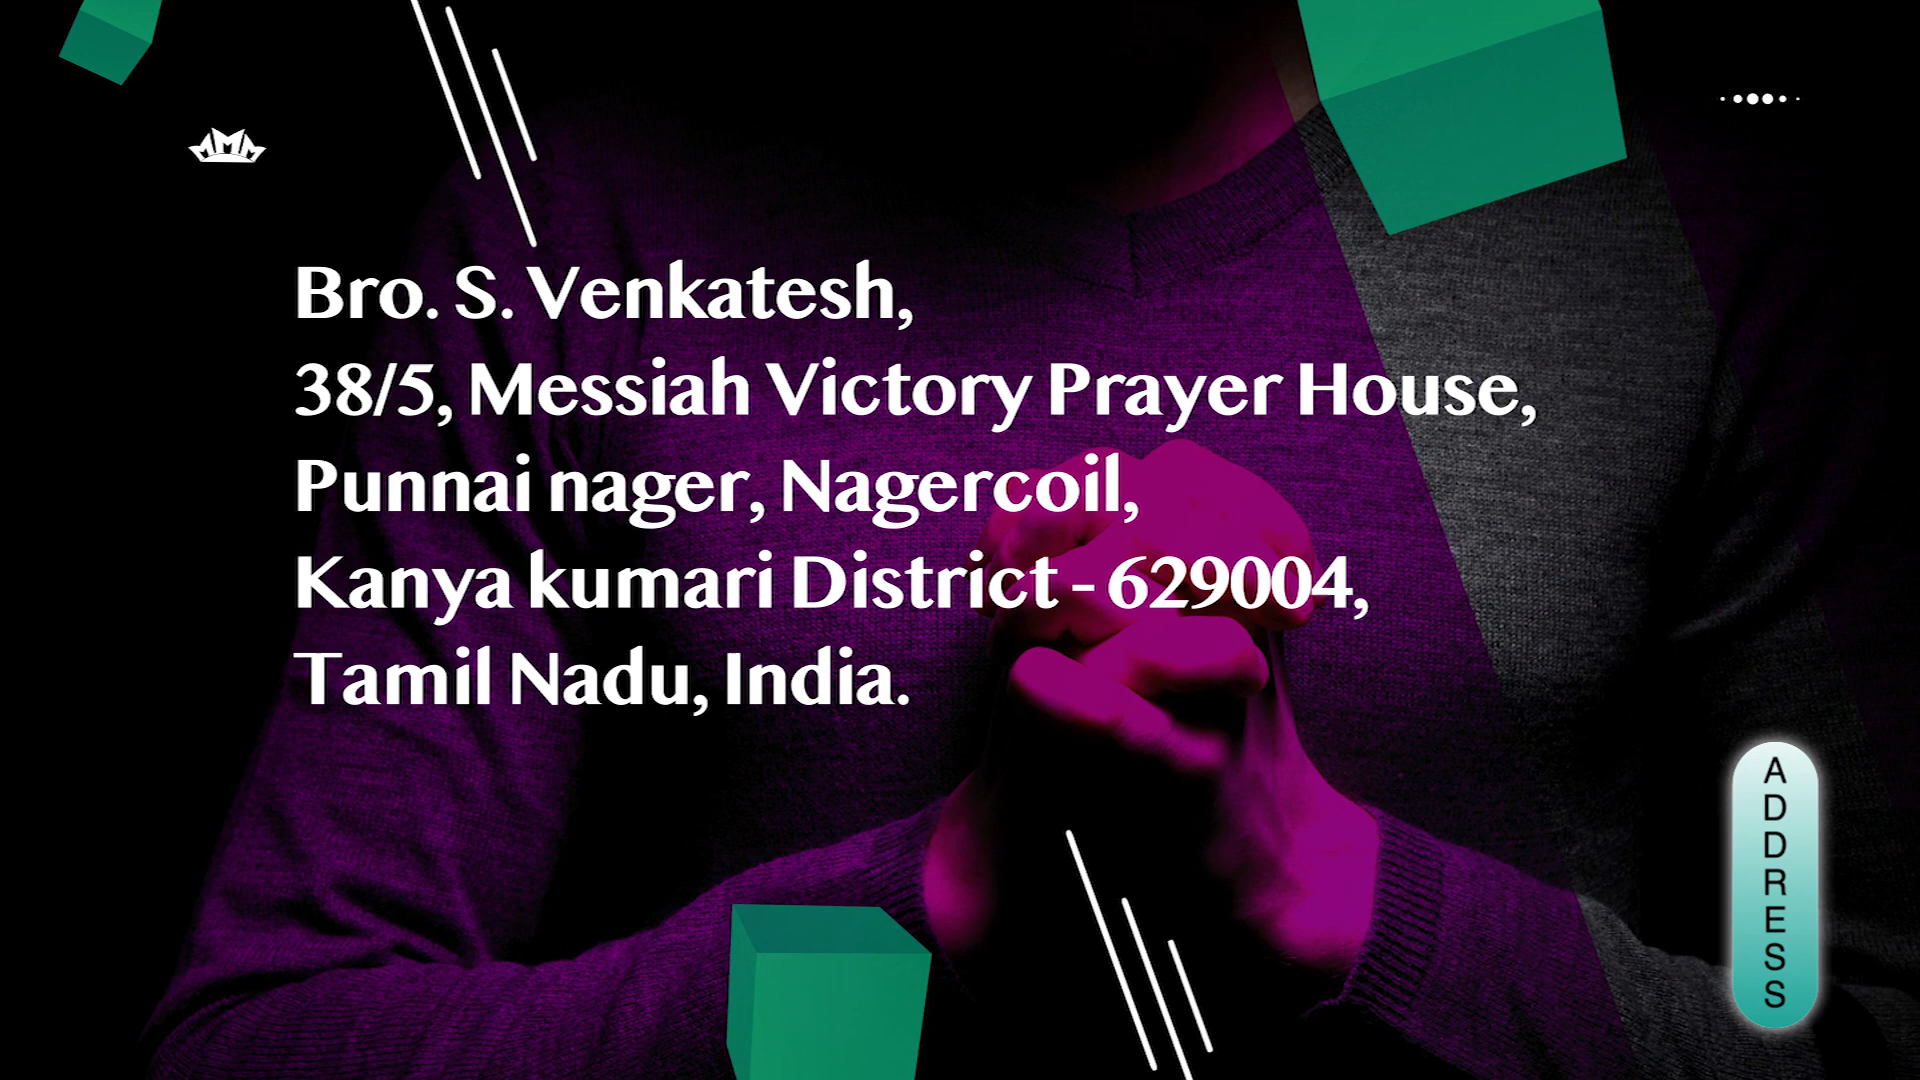 MMM
Bro. S. Venkatesh,
38/5, Messiah Victory Prayer House,
Punnai nager, Nagercoil,
Kanya kumari District - 629004,
Tamil Nadu, India.
ADDRESS